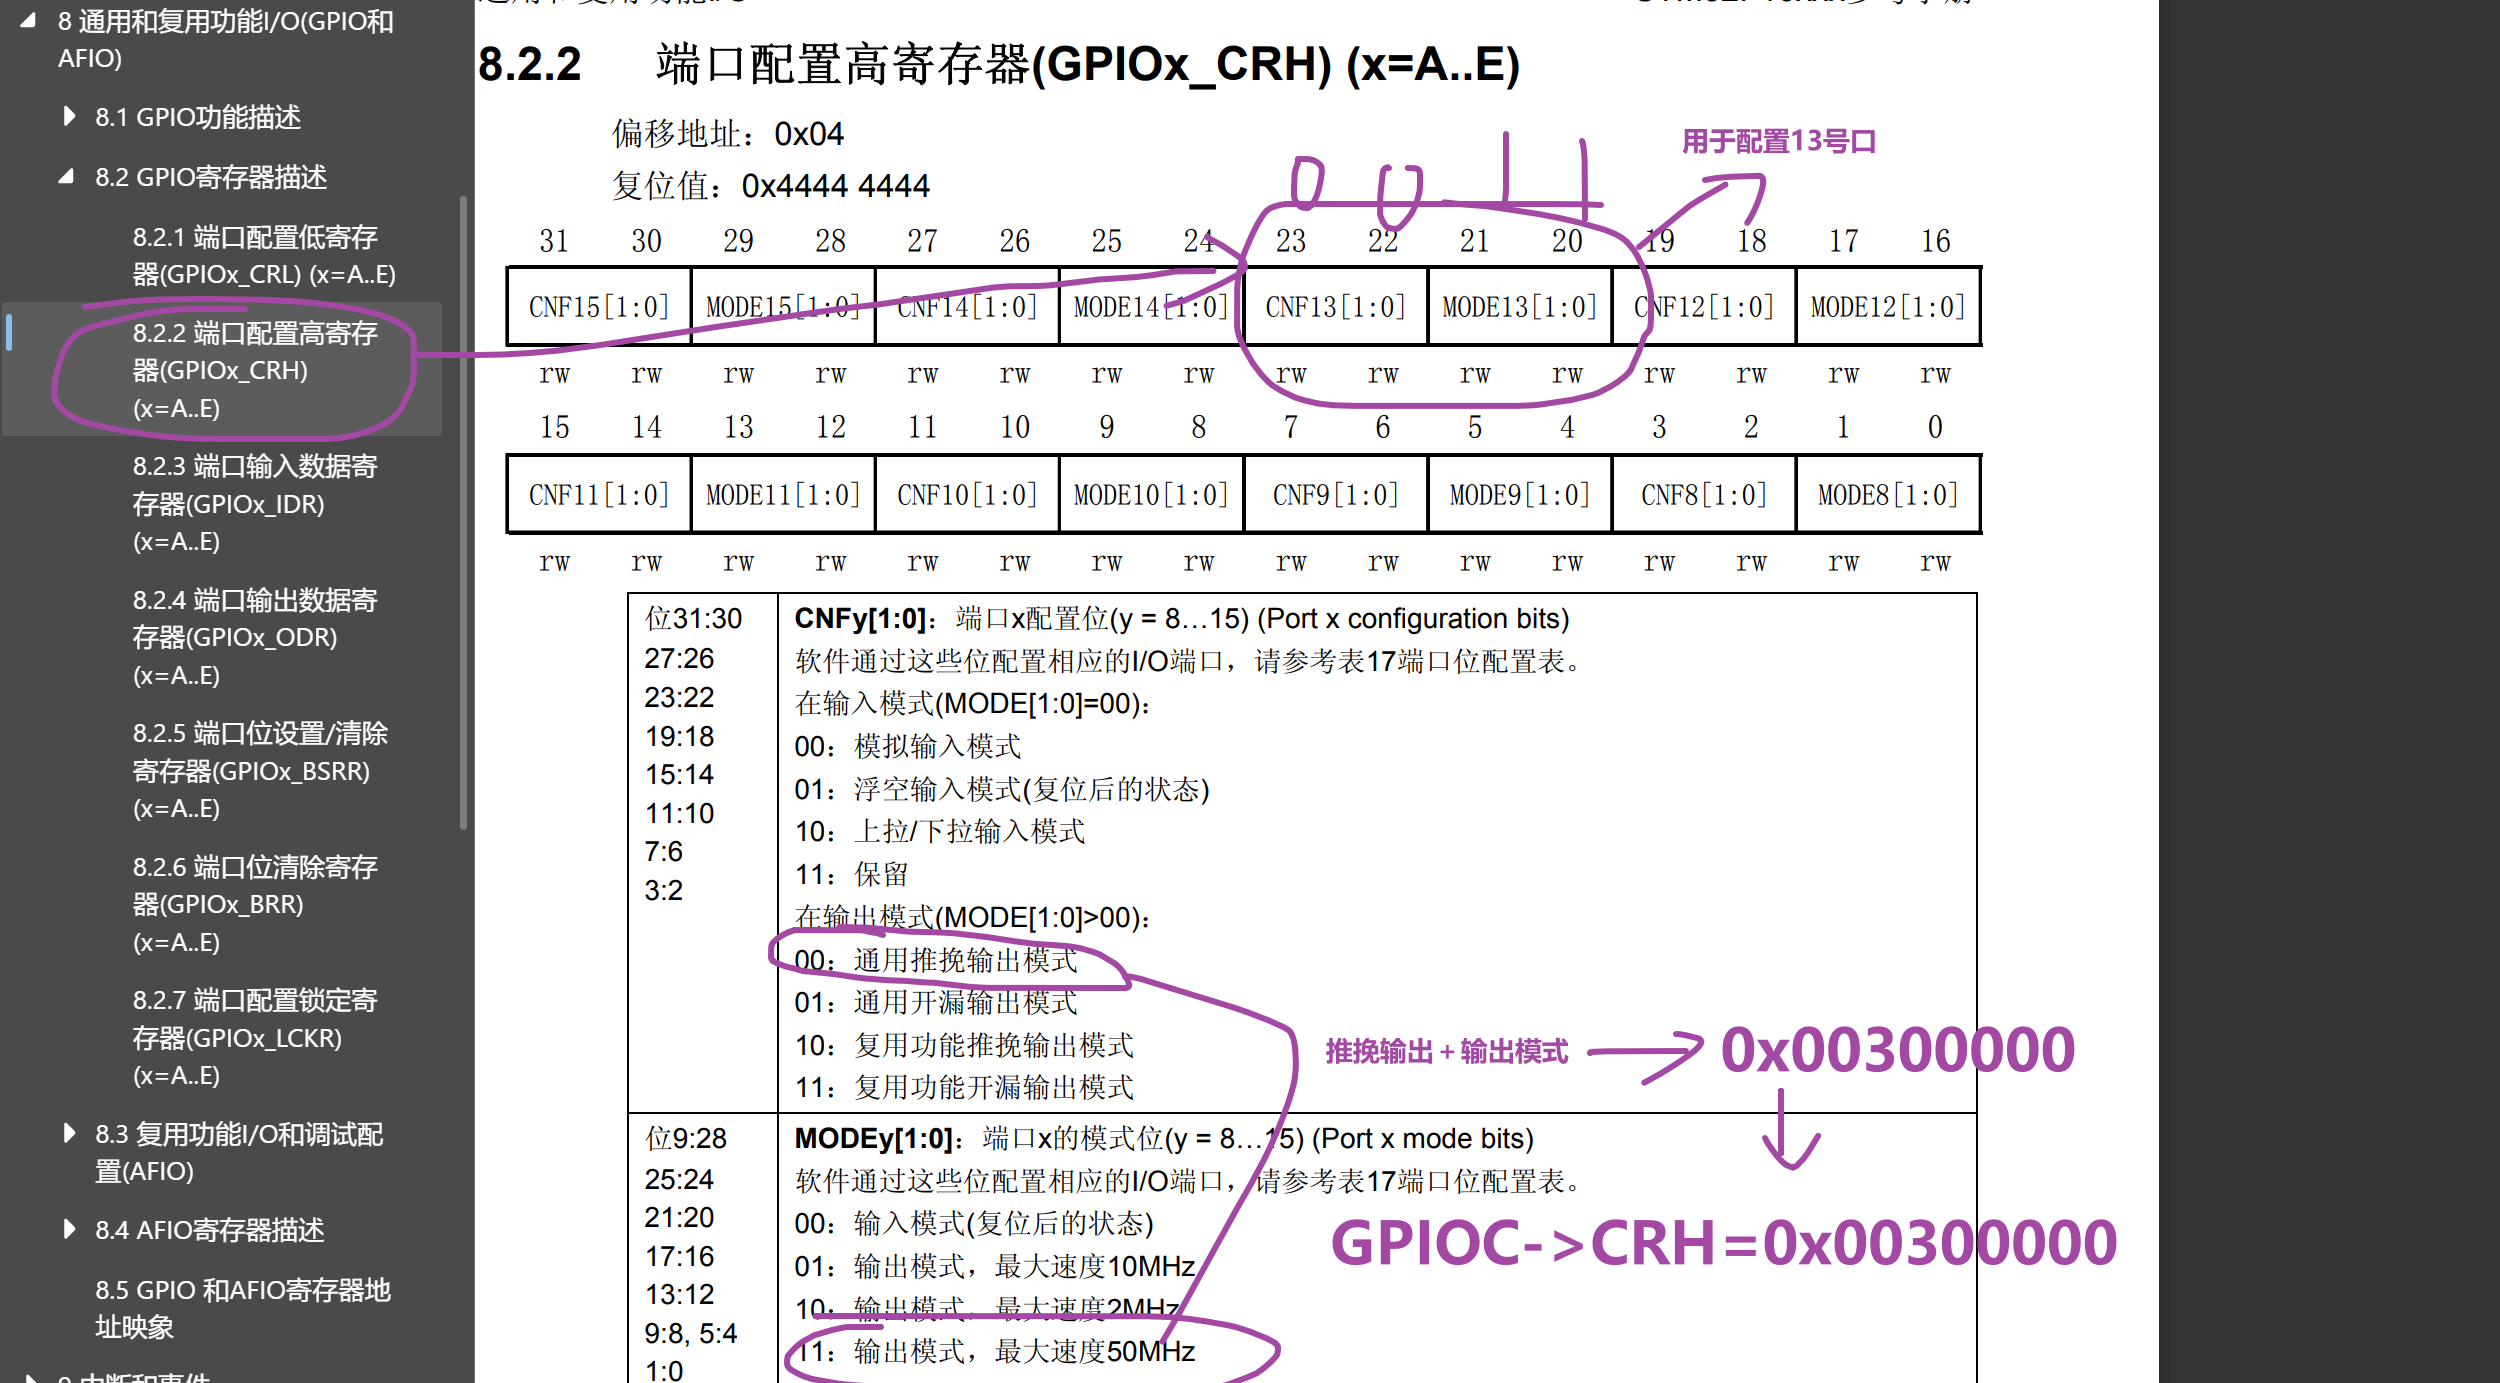 8 通用和复用功能I/O(GPIO和
AFIO)
8.1 GPIO功能描述
8.2 GPIO寄存器描述
8.2.1 端口配置低寄存
器(GPIOx_CRL) (x=A..E)
8.2.2 端口配置高寄存
器(GPIOx_CRH)
(x=A..E)
8.2.3 端口输入数据寄
存器(GPIOx_IDR)
(x=A..E)
8.2.4 端口输出数据寄
存器(GPIOx_ODR)
(x=A..E)
8.2.5 端口位设置/清除
寄存器(GPIOx_BSRR)
(x=A..E)
8.2.6 端口位清除寄存
器(GPIOx_BRR)
(x=A..E)
8.2.7 端口配置锁定寄
存器(GPIOx_LCKR)
(x=A..E)
8.3 复用功能I/O和调试配
置(AFIO)
8.4 AFIO寄存器描述
8.5 GPIO 和AFIO寄存器地
址映象
8.2.2 端口配置高寄存器(GPIOx_CRH) (x=A..E)
偏移地址：0x04
复位值：0x4444 4444
0 0 1 1
用于配置13号口
31 30 29 28 27 26 25 24 23 22 21 20 19 18 17 16
CNF15[1:0] MODE15[1:0] CNF14[1:0] MODE14[1:0] CNF13[1:0] MODE13[1:0] CNF12[1:0] MODE12[1:0]
rw rw rw rw rw rw rw rw rw rw rw rw rw rw rw rw
15 14 13 12 11 10 9 8 7 6 5 4 3 2 1 0
CNF11[1:0] MODE11[1:0] CNF10[1:0] MODE10[1:0] CNF9[1:0] MODE9[1:0] CNF8[1:0] MODE8[1:0]
rw rw rw rw rw rw rw rw rw rw rw rw rw rw rw rw
位31:30
27:26
23:22
19:18
15:14
11:10
7:6
3:2
CNFy[1:0]：端口x配置位(y = 8…15) (Port x configuration bits)
软件通过这些位配置相应的I/O端口，请参考表17端口位配置表。
在输入模式(MODE[1:0]=00)：
00：模拟输入模式
01：浮空输入模式(复位后的状态)
10：上拉/下拉输入模式
11：保留
在输出模式(MODE[1:0]>00)：
00：通用推挽输出模式
01：通用开漏输出模式
10：复用功能推挽输出模式
11：复用功能开漏输出模式
推挽输出＋输出模式
0x00300000
位9:28
25:24
21:20
17:16
13:12
9:8, 5:4
1:0
MODEy[1:0]：端口x的模式位(y = 8…15) (Port x mode bits)
软件通过这些位配置相应的I/O端口，请参考表17端口位配置表。
00：输入模式(复位后的状态)
01：输出模式，最大速度10MHz
10：输出模式，最大速度2MHz
11：输出模式，最大速度50MHz
GPIOC->CRH=0x00300000